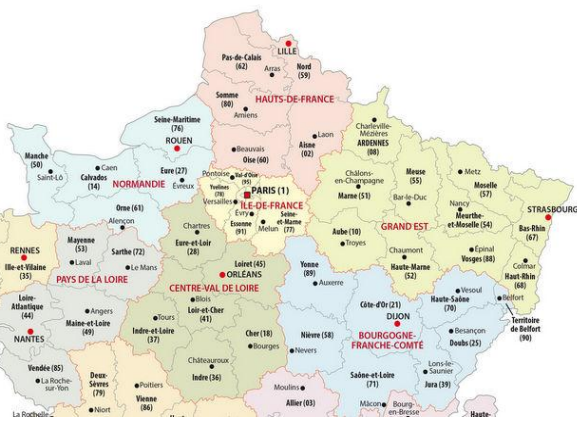 LILLE
Pas-de-Calais
(62)
Arras
Nord
(59)
Somme
(80)
HAUTS-DE-FRANCE
Amiens
Seine-Maritime
(76)
ROUEN
Beauvais
Oise (60)
Laon
Aisne
(02)
Charleville-
Mézières
ARDENNES
(08)
Manche
(50)
Saint-Lô
Caen
Calvados
(14)
Eure (27)
Évreux
NORMANDIE
Orne (61)
Alençon
Pontoise
Val-d'Oise
(95)
Yvelines
(78)
Versailles
PARIS (1)
ILE-DE-FRANCE
Évry
Essonne
(91)
Melun
Seine-
et-Marne
(77)
Châlons-
en-Champagne
Marne (51)
Meuse
(55)
Bar-le-Duc
Metz
Moselle
(57)
Nancy
Meurthe-
et-Moselle (54)
STRASBOURG
Bas-Rhin
(67)
GRAND EST
Aube (10)
Troyes
Chaumont
Haute-Marne
(52)
Épinal
Vosges (88)
Colmar
Haut-Rhin
(68)
RENNES
Ille-et-Vilaine
(35)
Mayenne
(53)
Laval
Sarthe (72)
Le Mans
PAYS DE LA LOIRE
Chartres
Eure-et-Loir
(28)
Loiret (45)
ORLÉANS
CENTRE-VAL DE LOIRE
Blois
Loir-et-Cher
(41)
Yonne
(89)
Auxerre
Côte-d'Or (21)
DIJON
BOURGOGNE-
FRANCHE-COMTÉ
Vesoul
Haute-Saône
(70)
Belfort
Territoire
de Belfort
(90)
Besançon
Doubs (25)
Loire-
Atlantique
(44)
NANTES
Angers
Maine-et-Loire
(49)
Tours
Indre-et-Loire
(37)
Cher (18)
Bourges
Nièvre (58)
Nevers
Lons-le-
Saunier
Jura (39)
Saône-et-Loire
(71)
Mâcon
Bourg-
en-Bresse
Vendée (85)
La Roche-
sur-Yon
Deux-
Sèvres
(79)
Niort
Poitiers
Vienne
(86)
Châteauroux
Indre (36)
Moulins
Allier (03)
La Rochelle
Haute-